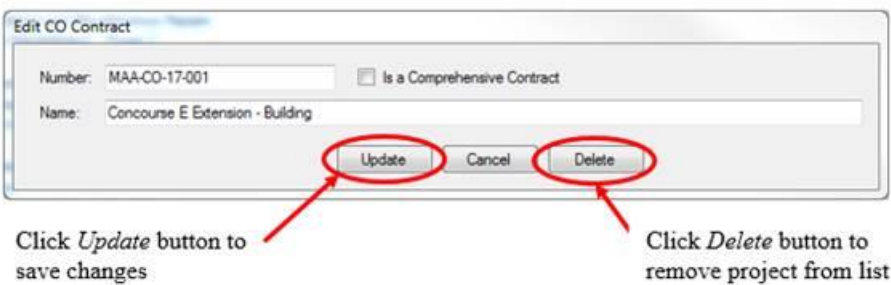 Edit CO Contract
Number: MAA-CO-17-001 Is a Comprehensive Contract
Name: Concourse E Extension - Building
Update Cancel Delete
Click Update button to
save changes
Click Delete button to
remove project from list